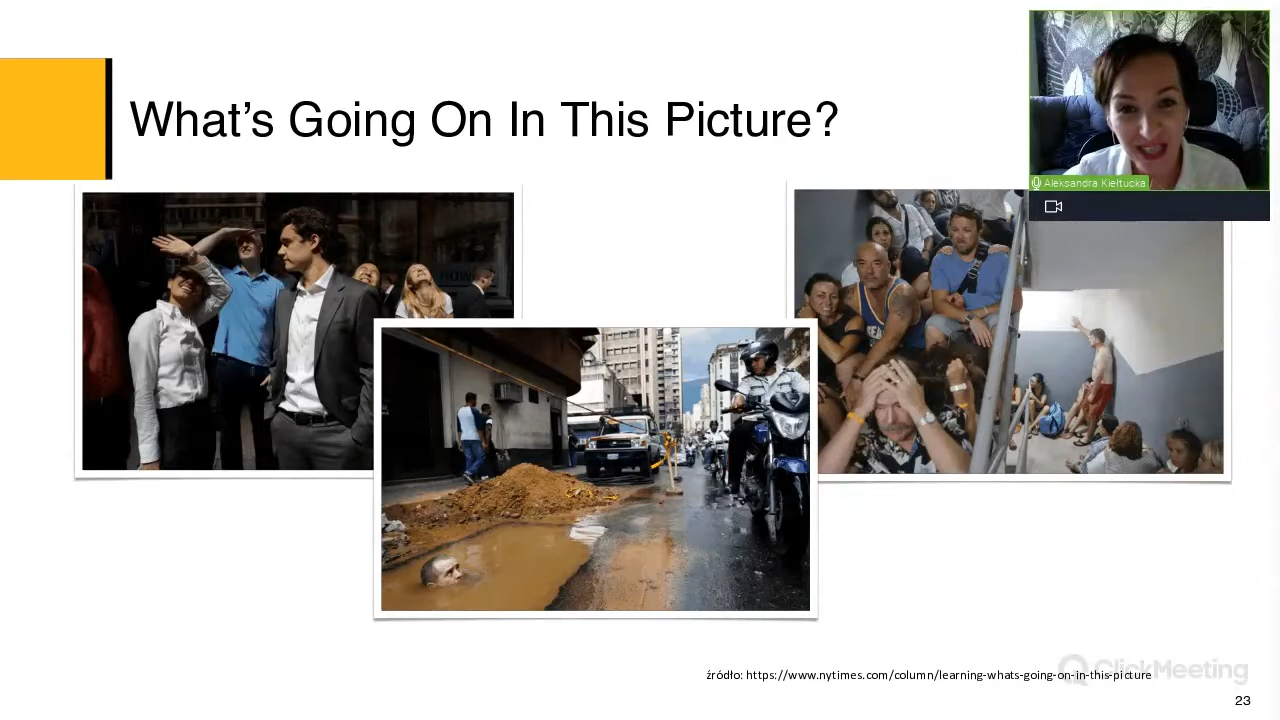 What's Going On In This Picture?
Aleksandra Kiełtucka
źródło: https://www.nytimes.com/column/learning-whats-going-on-in-this-picture
ClickMeeting
23